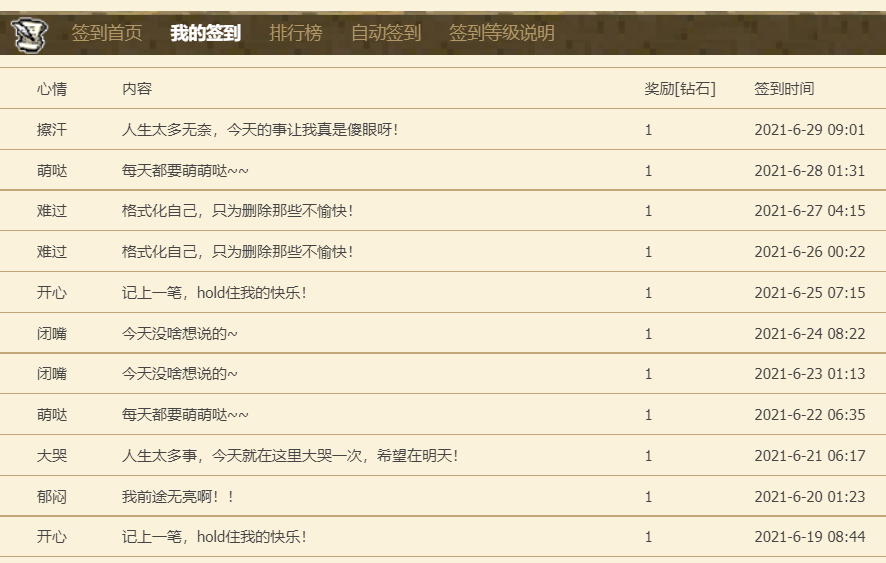 签到首页 我的签到 排行榜 自动签到 签到等级说明
心情 内容 奖励[钻石] 签到时间
擦汗 人生太多无奈，今天的事让我真是傻眼呀！ 1 2021-6-29 09:01
萌哒 每天都要萌萌哒~~ 1 2021-6-28 01:31
难过 格式化自己，只为删除那些不愉快！ 1 2021-6-27 04:15
难过 格式化自己，只为删除那些不愉快！ 1 2021-6-26 00:22
开心 记上一笔，hold住我的快乐！ 1 2021-6-25 07:15
闭嘴 今天没啥想说的~ 1 2021-6-24 08:22
闭嘴 今天没啥想说的~ 1 2021-6-23 01:13
萌哒 每天都要萌萌哒~~ 1 2021-6-22 06:35
大哭 人生太多事，今天就在这里大哭一次，希望在明天！ 1 2021-6-21 06:17
郁闷 我前途无亮啊！！ 1 2021-6-20 01:23
开心 记上一笔，hold住我的快乐！ 1 2021-6-19 08:44